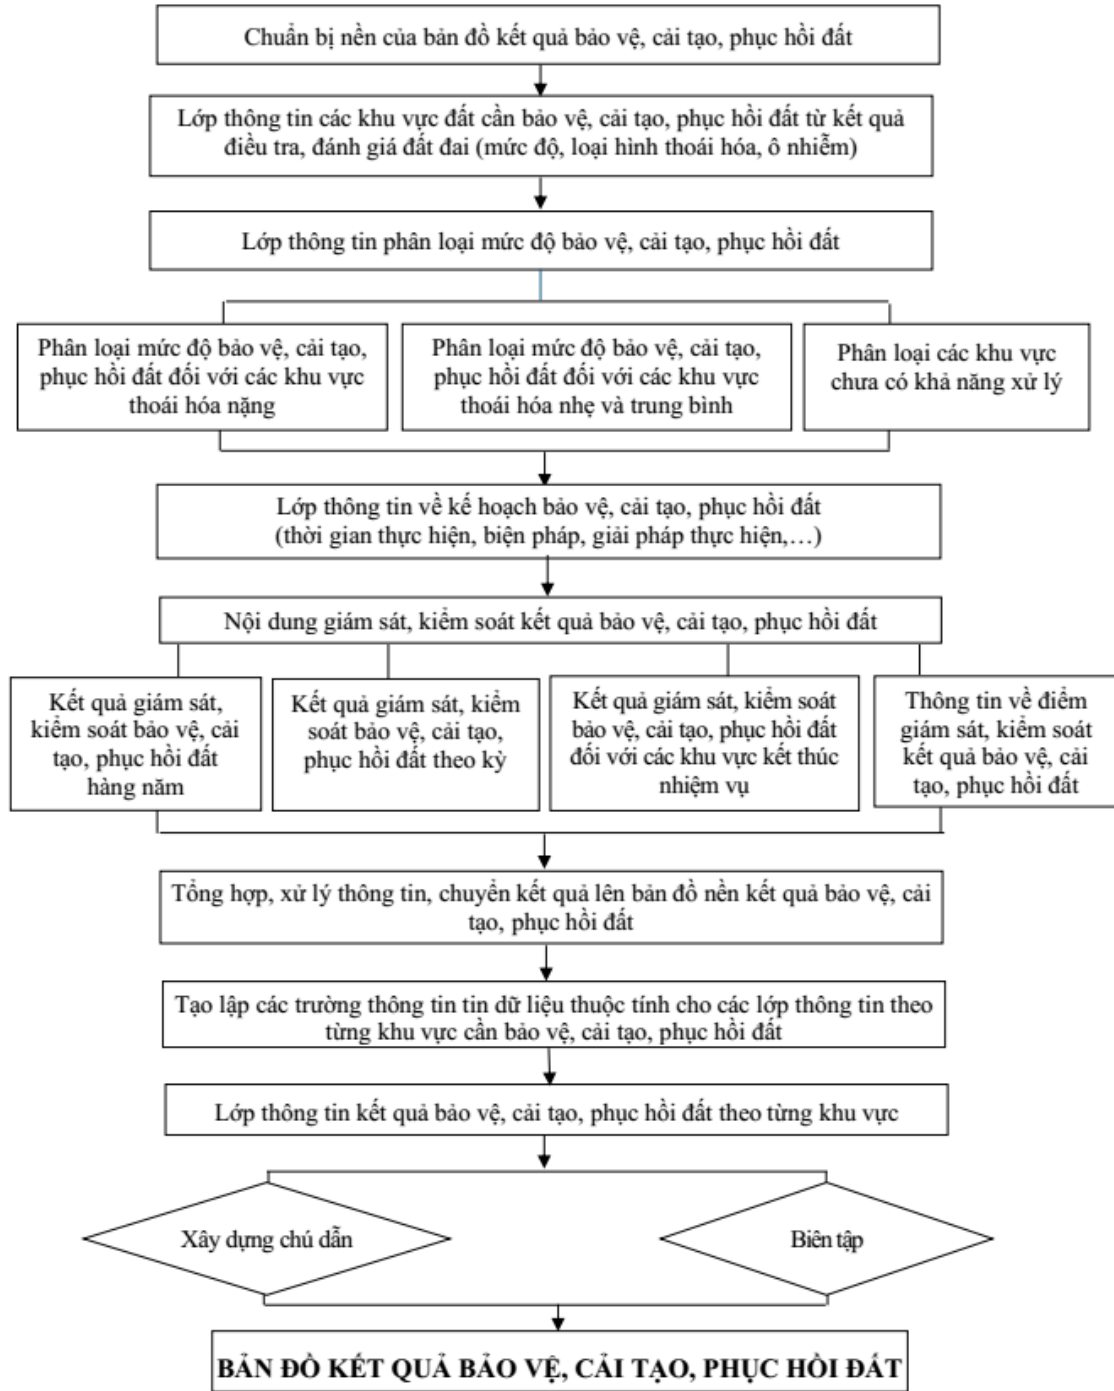 Chuẩn bị nền của bản đồ kết quả bảo vệ, cải tạo, phục hồi đất
Lớp thông tin các khu vực đất cần bảo vệ, cải tạo, phục hồi đất từ kết quả
điều tra, đánh giá đất đai (mức độ, loại hình thoái hóa, ô nhiễm)
Lớp thông tin phân loại mức độ bảo vệ, cải tạo, phục hồi đất
Phân loại mức độ bảo vệ, cải tạo,
phục hồi đất đối với các khu vực
thoái hóa nặng
Phân loại mức độ bảo vệ, cải tạo,
phục hồi đất đối với các khu vực
thoái hóa nhẹ và trung bình
Phân loại các khu vực
chưa có khả năng xử lý
Lớp thông tin về kế hoạch bảo vệ, cải tạo, phục hồi đất
(thời gian thực hiện, biện pháp, giải pháp thực hiện,…)
Nội dung giám sát, kiểm soát kết quả bảo vệ, cải tạo, phục hồi đất
Kết quả giám sát,
kiểm soát bảo vệ, cải
tạo, phục hồi đất
hàng năm
Kết quả giám sát, kiểm
soát bảo vệ, cải tạo,
phục hồi đất theo kỳ
Kết quả giám sát, kiểm soát
bảo vệ, cải tạo, phục hồi đất
đối với các khu vực kết thúc
nhiệm vụ
Thông tin về điểm
giám sát, kiểm soát
kết quả bảo vệ, cải
tạo, phục hồi đất
Tổng hợp, xử lý thông tin, chuyển kết quả lên bản đồ nền kết quả bảo vệ, cải
tạo, phục hồi đất
Tạo lập các trường thông tin tin dữ liệu thuộc tính cho các lớp thông tin theo
từng khu vực cần bảo vệ, cải tạo, phục hồi đất
Lớp thông tin kết quả bảo vệ, cải tạo, phục hồi đất theo từng khu vực
Xây dựng chú dẫn
Biên tập
BẢN ĐỒ KẾT QUẢ BẢO VỆ, CẢI TẠO, PHỤC HỒI ĐẤT